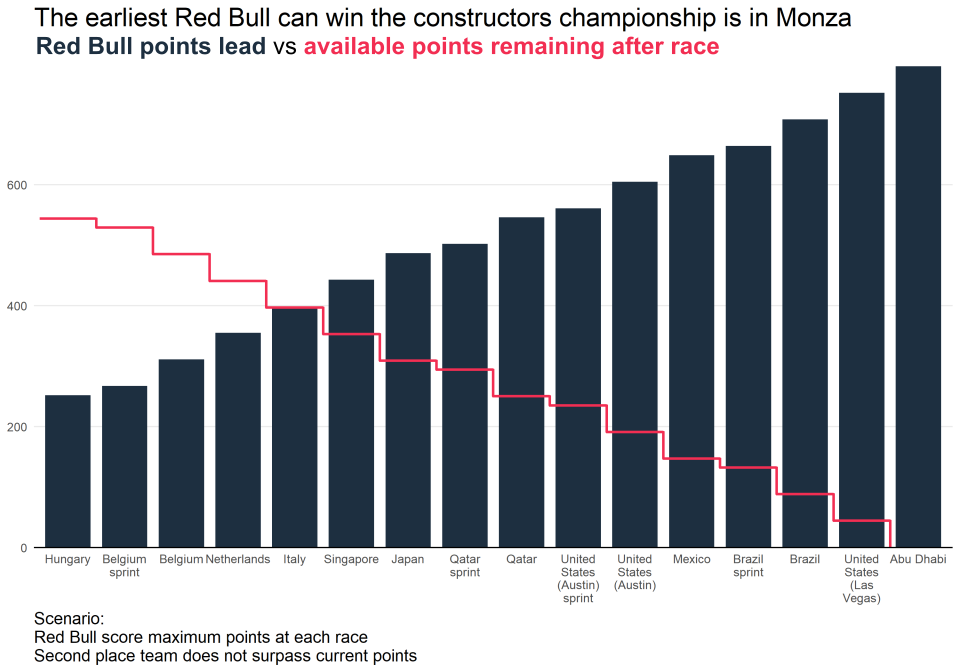 The earliest Red Bull can win the constructors championship is in Monza
Red Bull points lead vs available points remaining after race
600
400
200
0
Hungary
Belgium
sprint
Belgium
Netherlands
Italy
Singapore
Japan
Qatar
sprint
Qatar
United
States
(Austin)
sprint
United
States
(Austin)
Mexico
Brazil
sprint
Brazil
United
States
(Las
Vegas)
Abu Dhabi
Scenario:
Red Bull score maximum points at each race
Second place team does not surpass current points